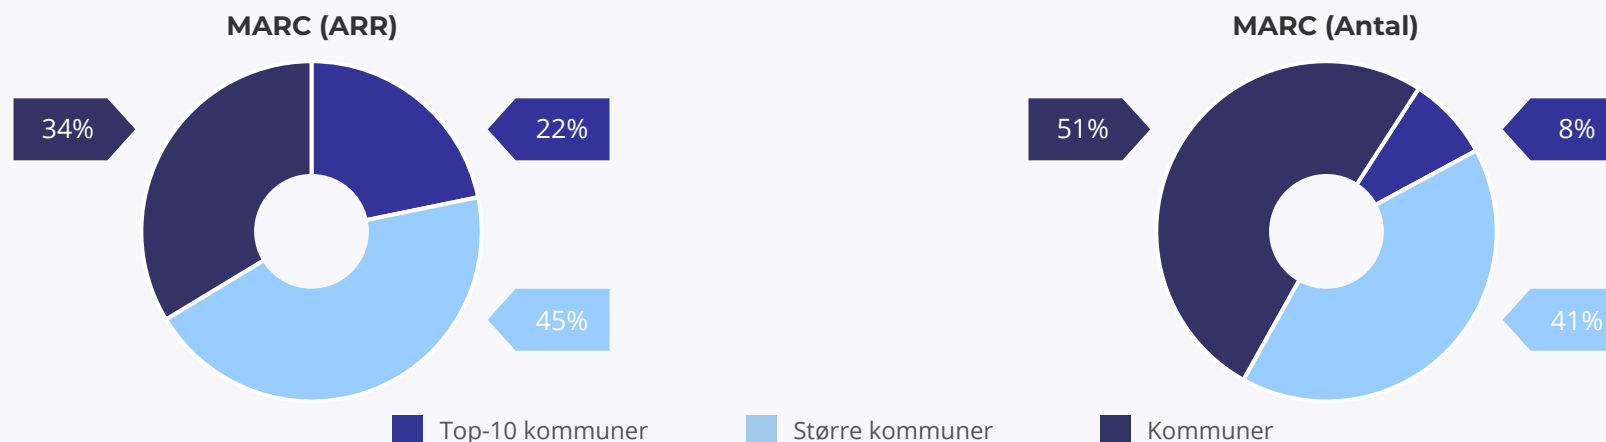 MARC (ARR)
34%
22%
45%
MARC (Antal)
51%
8%
41%
Top-10 kommuner
Større kommuner
Kommuner